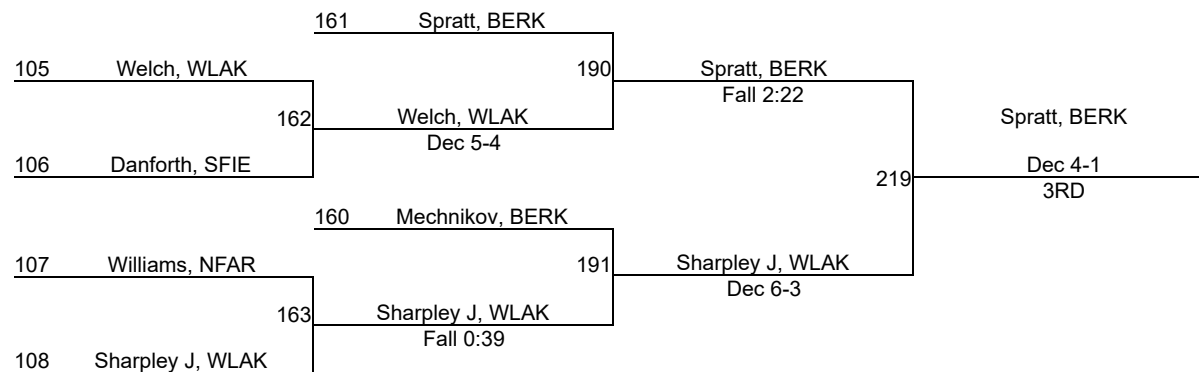 161 Spratt, BERK
105 Welch, WLAK
190 Spratt, BERK
Fall 2:22
162 Welch, WLAK
Dec 5-4
Spratt, BERK
106 Danforth, SFIE
Dec 4-1
219
3RD
160 Mechnikov, BERK
107 Williams, NFAR
191 Sharpley J, WLAK
Dec 6-3
163 Sharpley J, WLAK
Fall 0:39
108 Sharpley J, WLAK